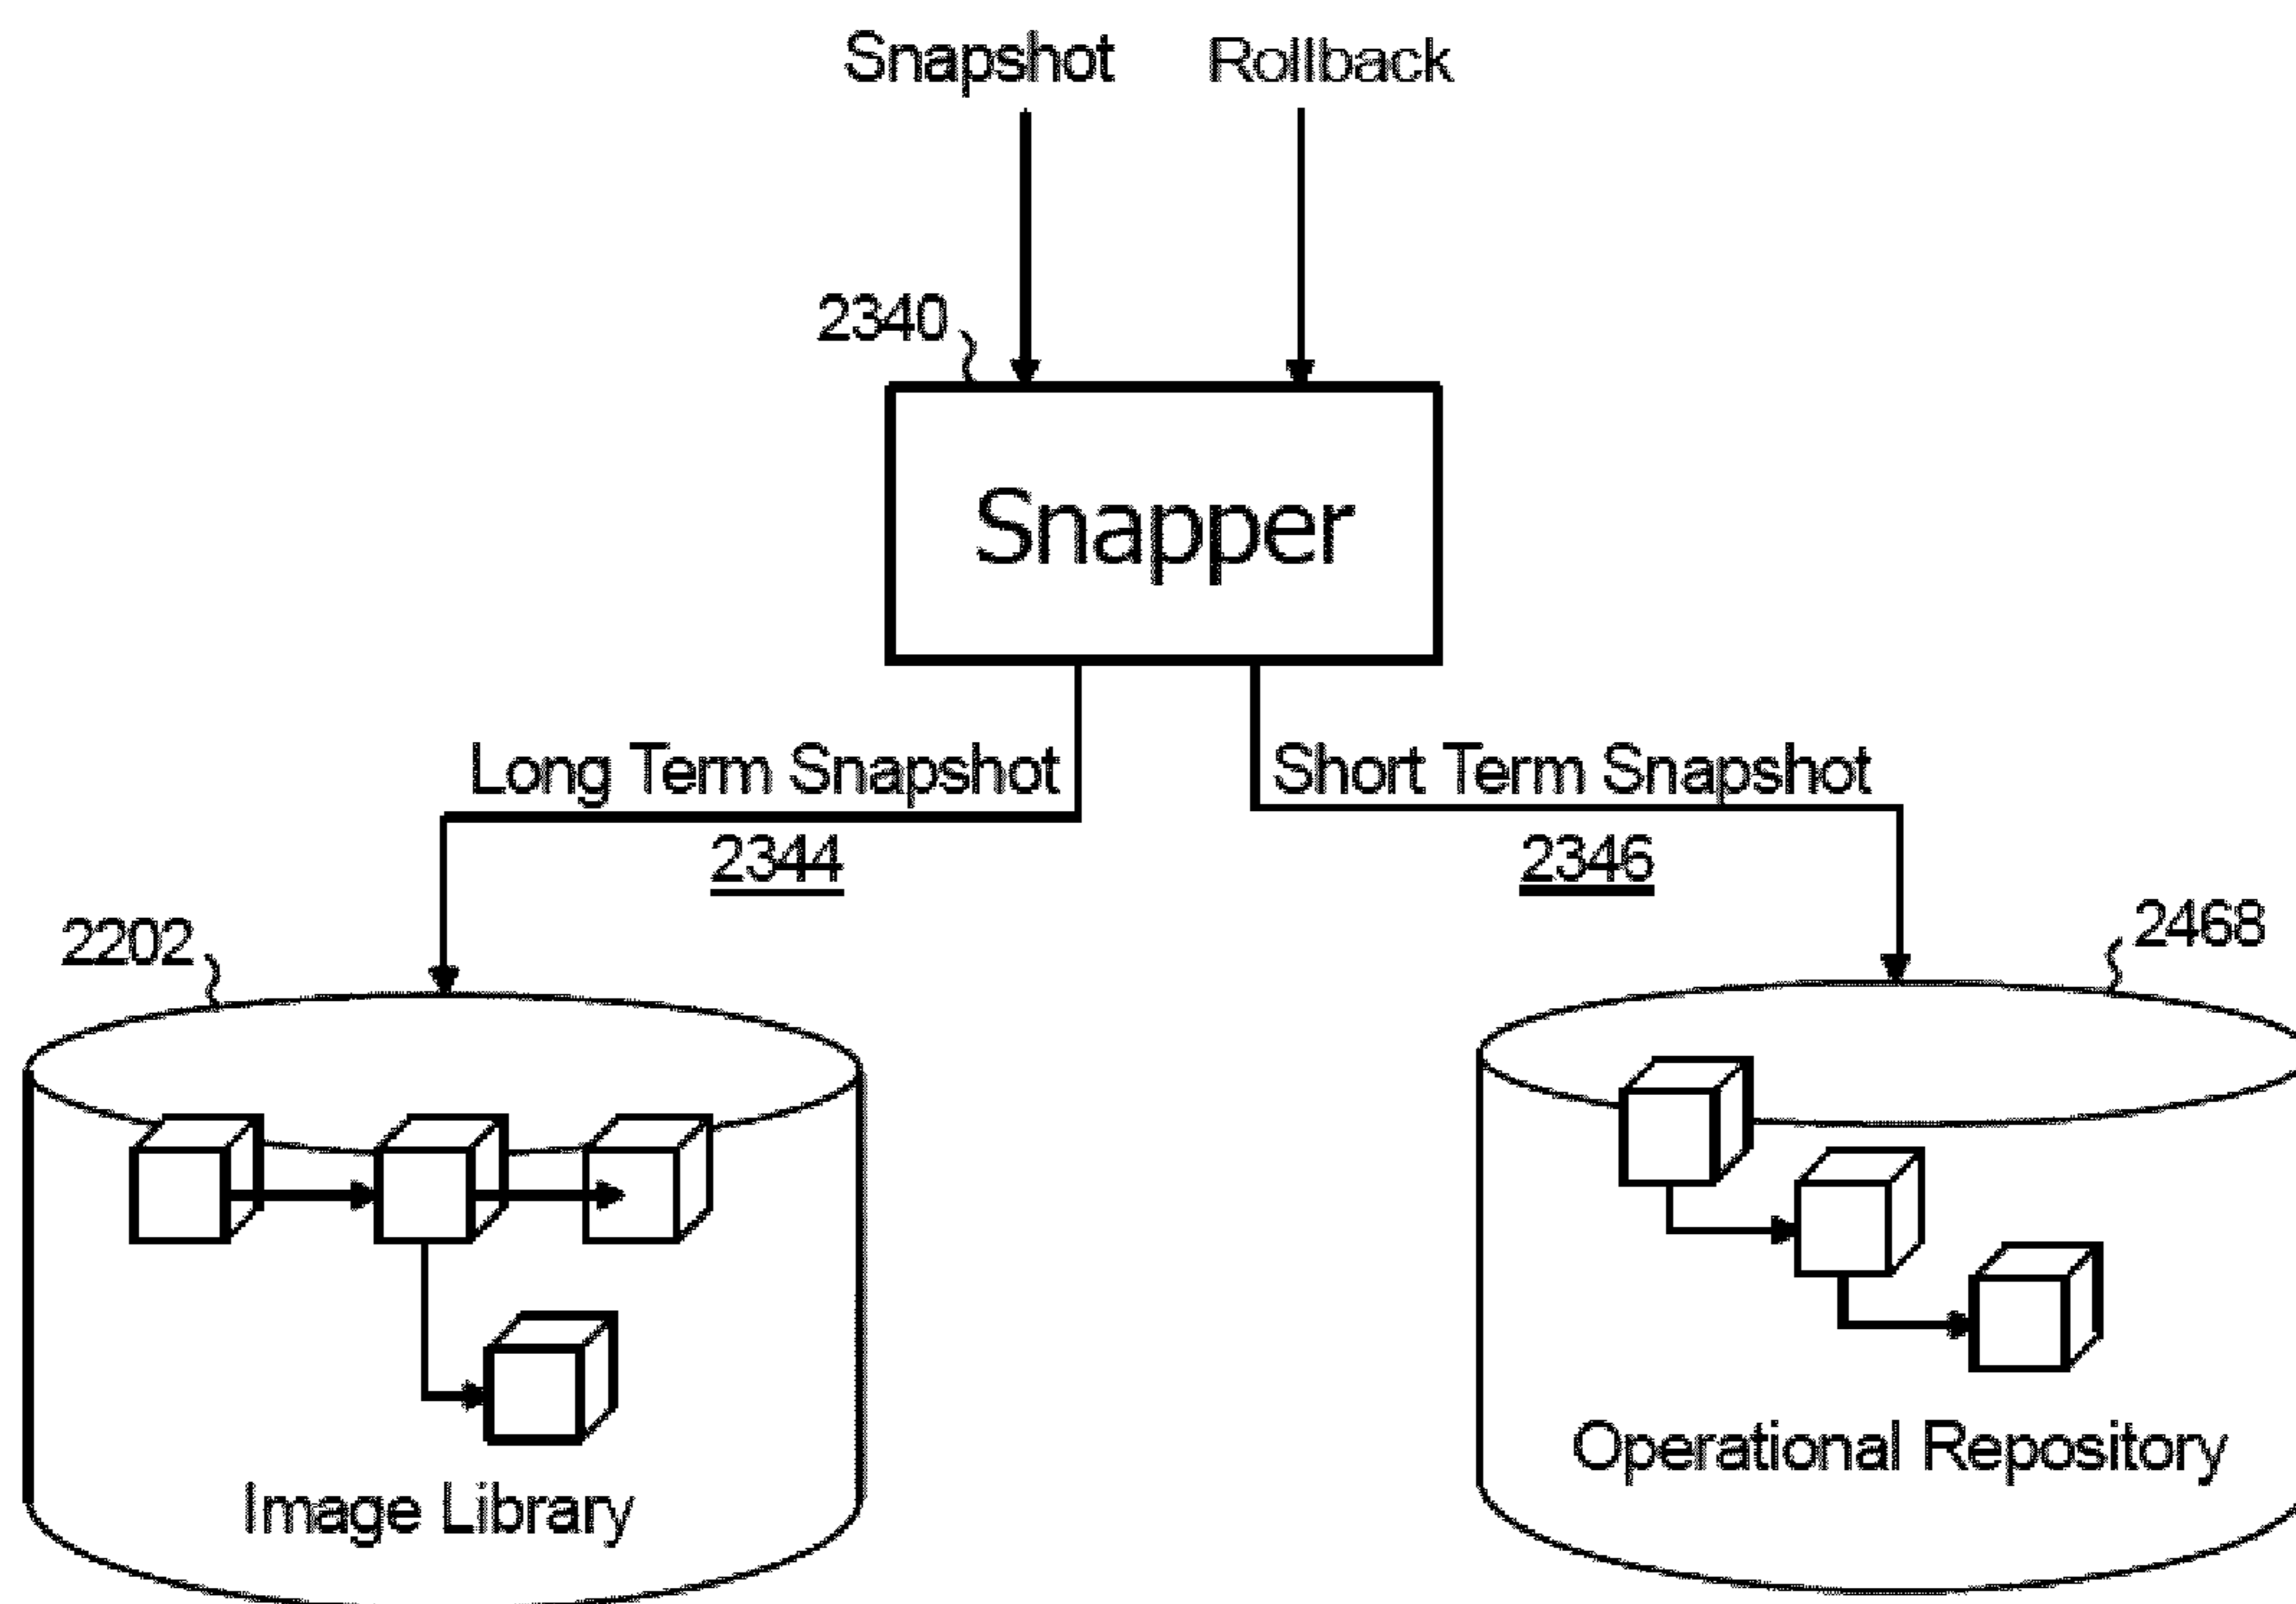 Snapshot Rollback
2340
Snapper
Long Term Snapshot Short Term Snapshot
2344 2346
2202 2468
Operational Repository
Image Library